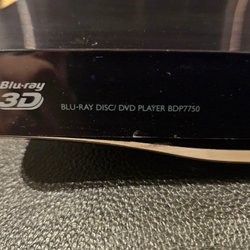 Blu-ray
3D
BLU-RAY DISC/ DVD PLAYER BDP7750